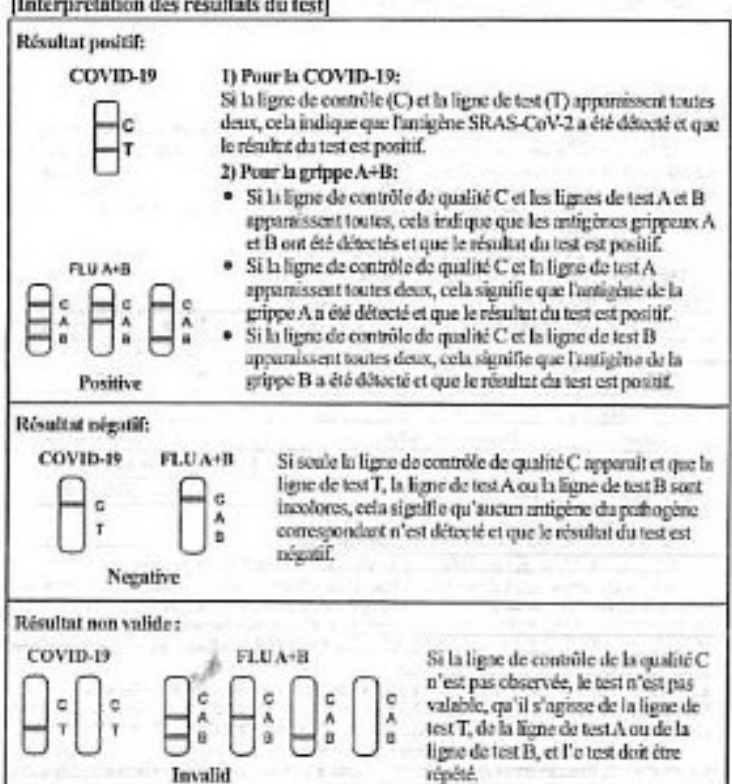 [Interprétation des résultats du test]
Résultat positif:
COVID-19
C
T
1) Pour la COVID-19:
Si la ligne de contrôle (C) et la ligne de test (T) apparaissent toutes
deux, cela indique que l'antigène SRAS-CoV-2 a été détecté et que
le résultat du test est positif.
2) Pour la grippe A+B:
• Si la ligne de contrôle de qualité C et les lignes de test A et B
apparaissent toutes, cela indique que les antigènes grippaux A
et B ont été détectés et que le résultat du test est positif.
• Si la ligne de contrôle de qualité C et la ligne de test A
apparaissent toutes deux, cela signifie que l'antigène de la
grippe A a été détecté et que le résultat du test est positif.
• Si la ligne de contrôle de qualité C et la ligne de test B
apparaissent toutes deux, cela signifie que l'antigène de la
grippe B a été détecté et que le résultat du test est positif.
FLU A+B
C C C
A A A
B B B
Positive
Résultat négatif:
COVID-19 FLU A+B
C
T
C
A
B
Negative
Si seule la ligne de contrôle de qualité C apparaît et que la
ligne de test T, la ligne de test A ou la ligne de test B sont
incolores, cela signifie qu'aucun antigène du pathogène
correspondant n'est détecté et que le résultat du test est
négatif.
Résultat non valide :
COVID-19 FLU A+B
C C
T T
C C C C
A A A A
B B B B
Invalid
Si la ligne de contrôle de la qualité C
n'est pas observée, le test n'est pas
valable, qu'il s'agisse de la ligne de
test T, de la ligne de test A ou de la
ligne de test B, et l'e test doit être
répété.